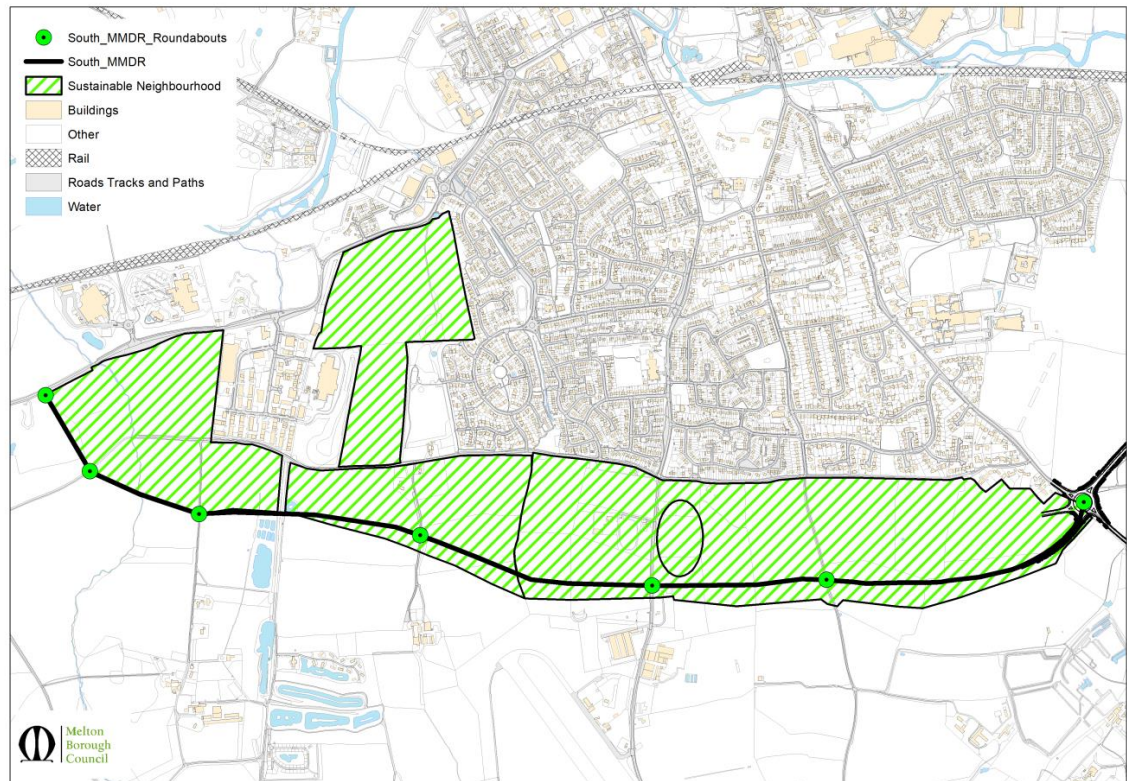 South_MMDR_Roundabouts
South_MMDR
Sustainable Neighbourhood
Buildings
Other
Rail
Roads Tracks and Paths
Water
Melton
Borough
Council